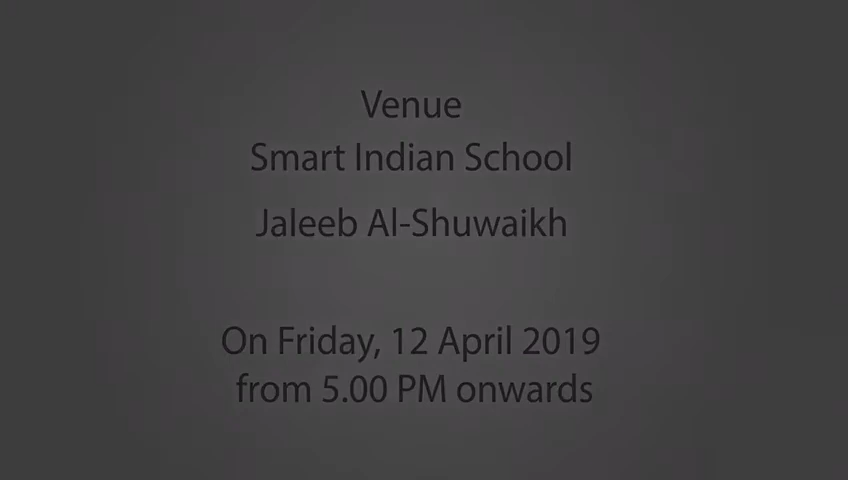 Venue
Smart Indian School
Jaleeb Al-Shuwaikh
On Friday, 12 April 2019
from 5.00 PM onwards